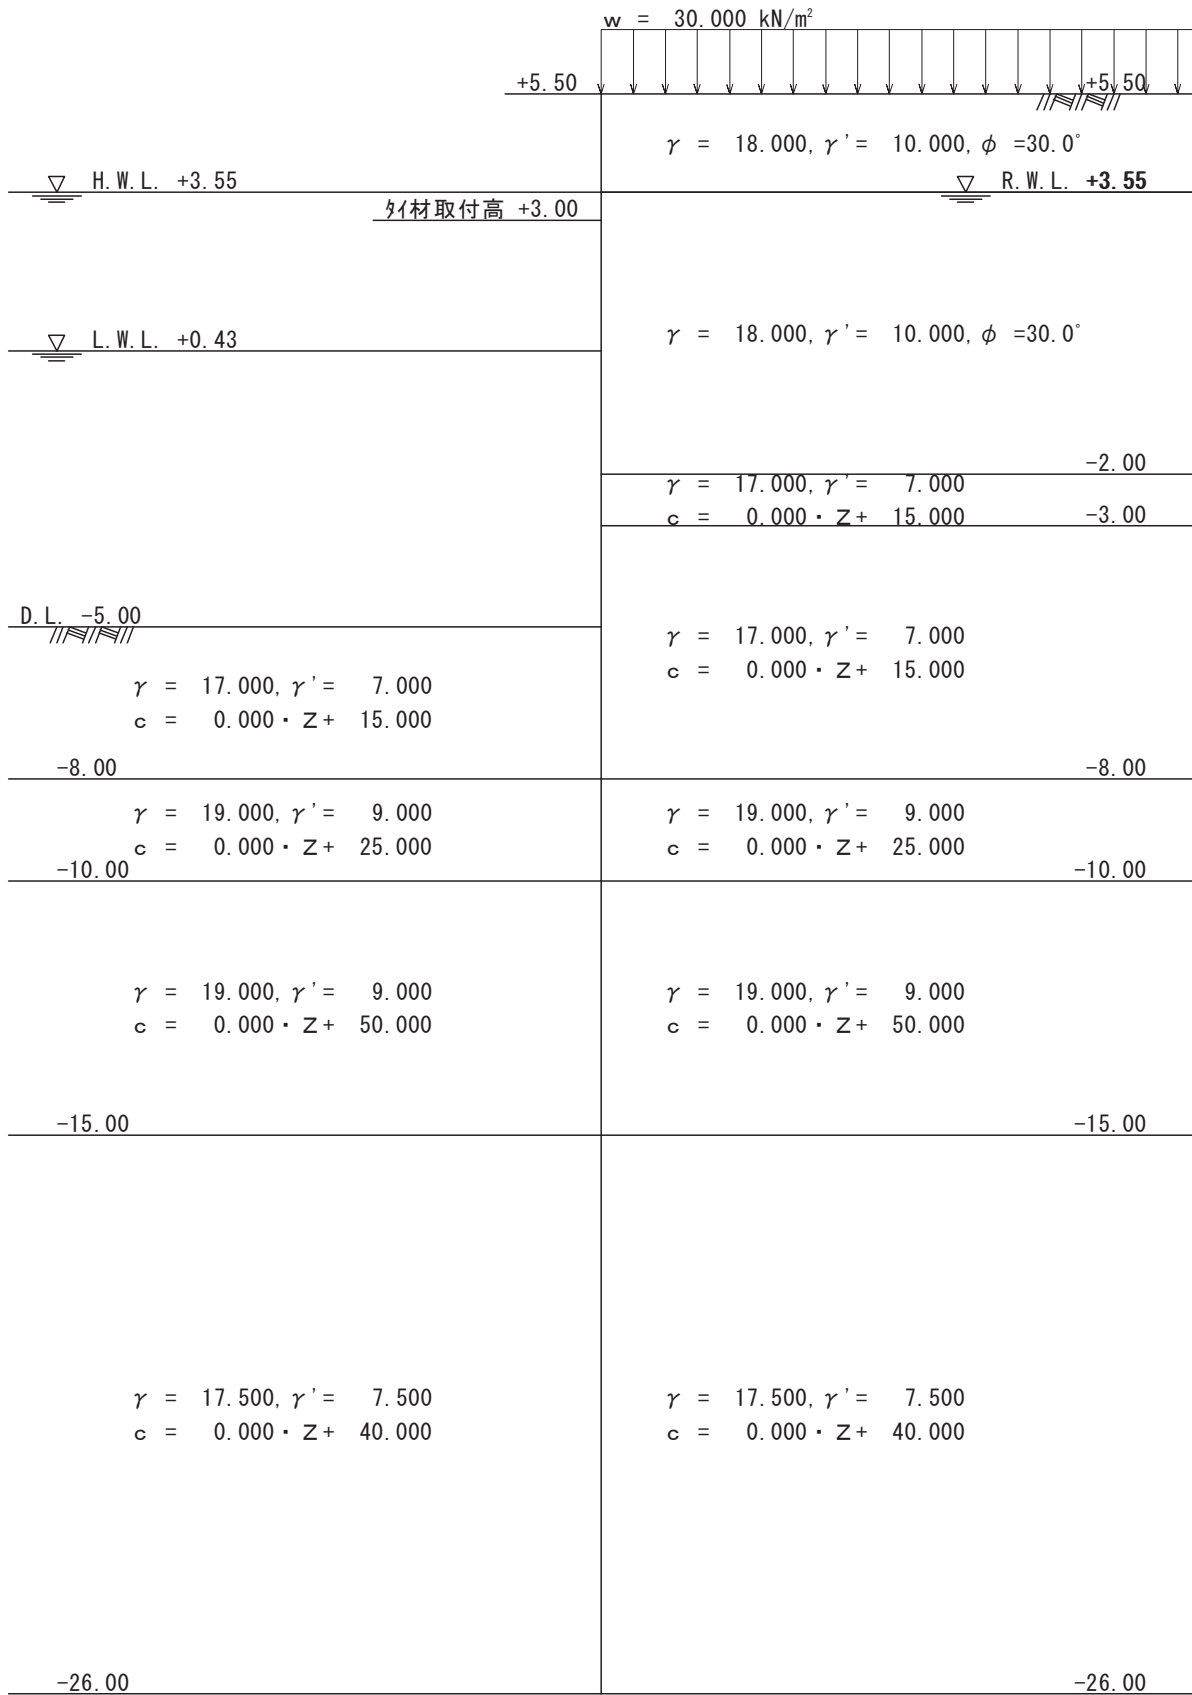 w = 30.000 kN/m²
+5.50 +5.50
γ = 18.000, γ'= 10.000, φ =30.0°
H.W.L. +3.55 R.W.L. +3.55
タイ材取付高 +3.00
L.W.L. +0.43 γ = 18.000, γ'= 10.000, φ =30.0°
-2.00
γ = 17.000, γ'= 7.000
c = 0.000・Z+ 15.000 -3.00
D.L. -5.00
γ = 17.000, γ'= 7.000
c = 0.000・Z+ 15.000
γ = 17.000, γ'= 7.000
c = 0.000・Z+ 15.000
-8.00 -8.00
γ = 19.000, γ'= 9.000 γ = 19.000, γ'= 9.000
c = 0.000・Z+ 25.000 c = 0.000・Z+ 25.000
-10.00 -10.00
γ = 19.000, γ'= 9.000 γ = 19.000, γ'= 9.000
c = 0.000・Z+ 50.000 c = 0.000・Z+ 50.000
-15.00 -15.00
γ = 17.500, γ'= 7.500 γ = 17.500, γ'= 7.500
c = 0.000・Z+ 40.000 c = 0.000・Z+ 40.000
-26.00 -26.00